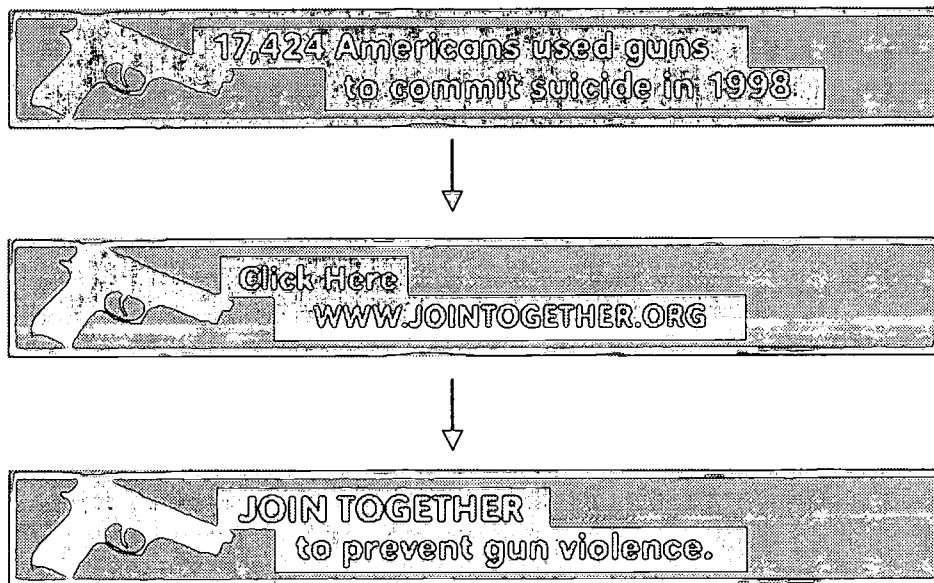 17,424 Americans used guns
to commit suicide in 1998
Click Here
WWW.JOINTOGETHER.ORG
JOIN TOGETHER
to prevent gun violence.